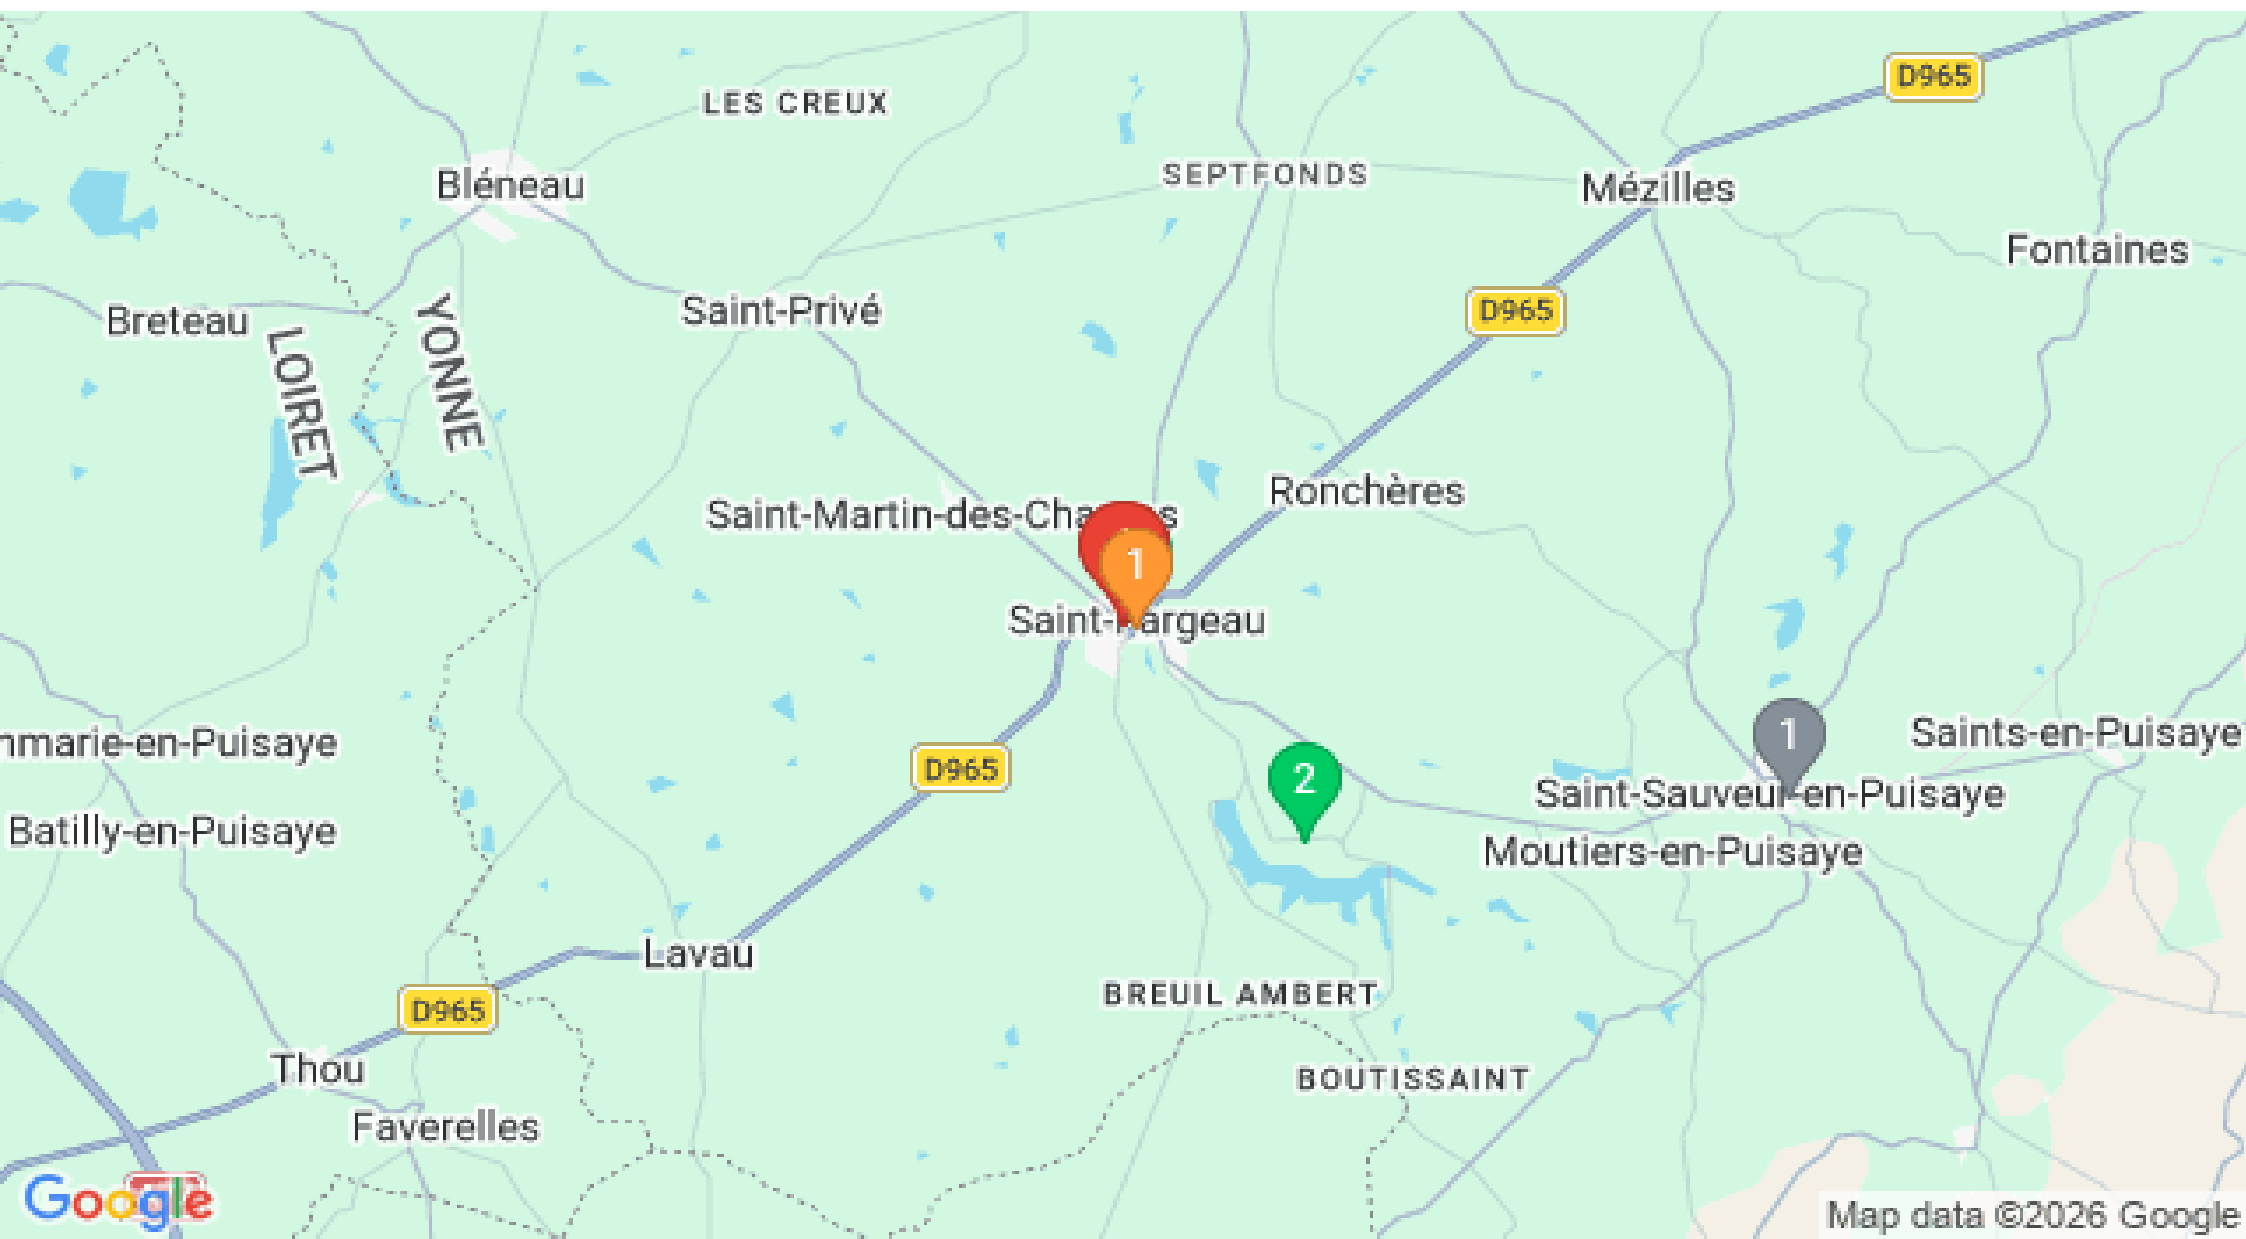 D965
LES CREUX
SEPTFONDS
Bléneau
Mézilles
Fontaines
Saint-Privé
D965
Breteau
YONNE
LOIRET
Ronchères
Saint-Martin-des-Cha
1
Saint-
argeau
1
Saints-en-Puisaye
nmarie-en-Puisaye
D965
2
Saint-Sauveur-en-Puisaye
Batilly-en-Puisaye
Moutiers-en-Puisaye
Lavau
BREUIL AMBERT
D965
Thou
BOUTISSAINT
Faverelles
Google
Map data ©2026 Google